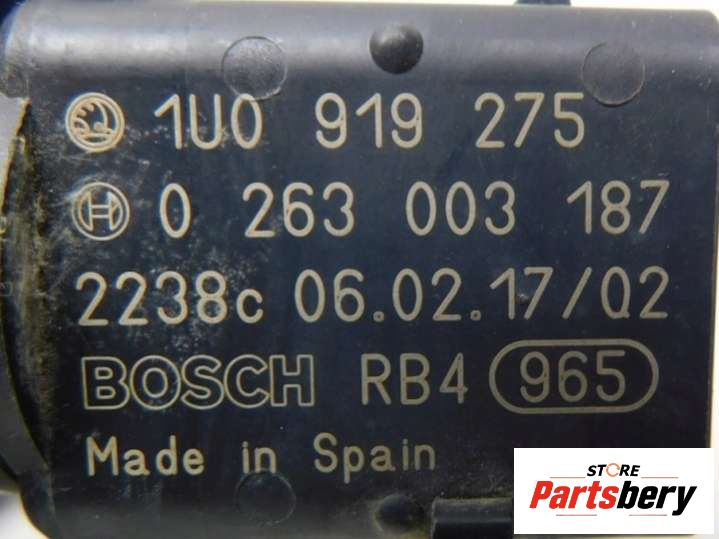 1U0 919 275
0 263 003 187
2238c 06.02.17/02
BOSCH RB4 965
Made in Spain
STORE
Partsbery